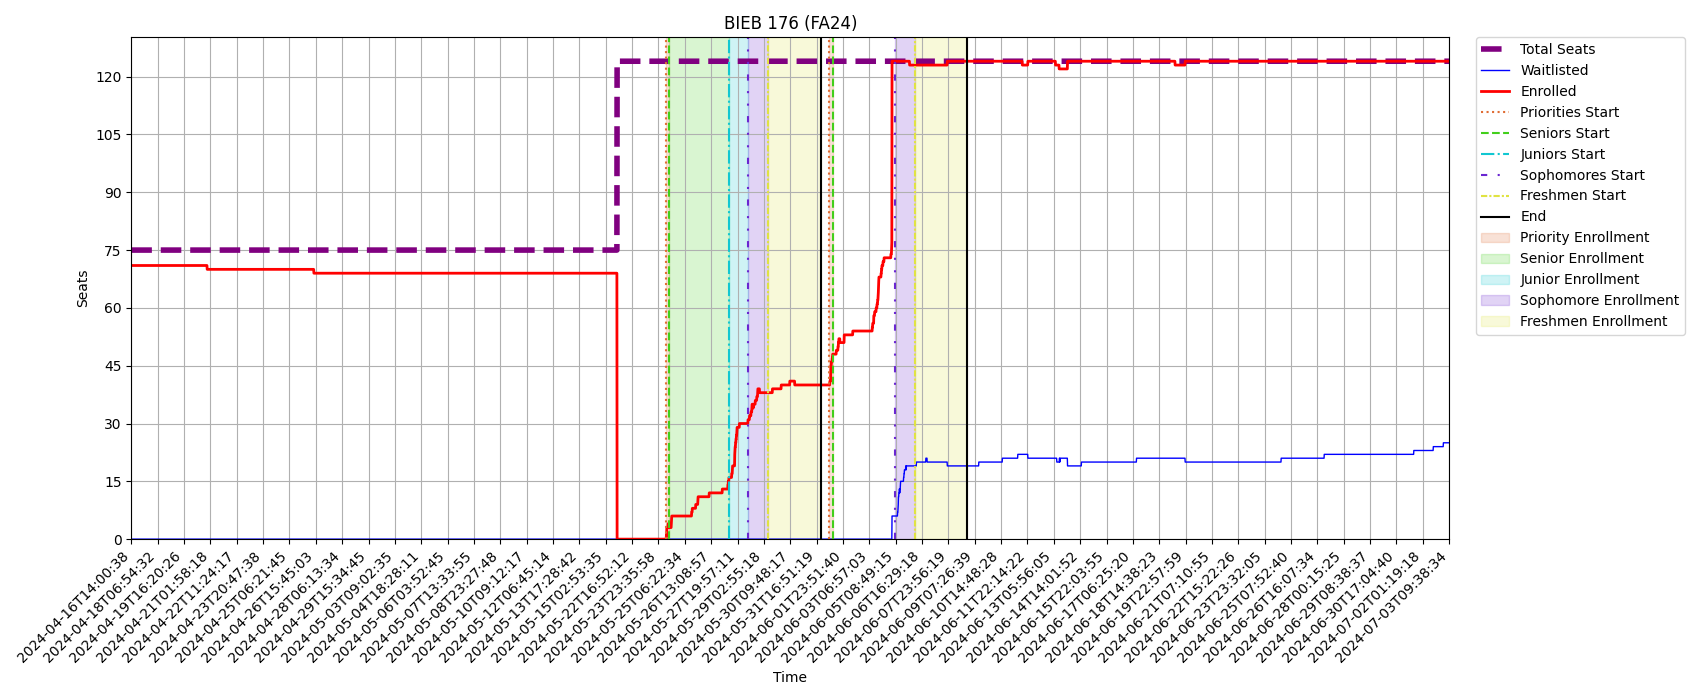 BIEB 176 (FA24)
Seats
120
105
90
75
60
45
30
15
0
2024-04-16T14:00:38
2024-04-18T06:54:32
2024-04-19T16:20:26
2024-04-21T01:58:18
2024-04-22T11:24:17
2024-04-23T20:47:38
2024-04-25T06:21:45
2024-04-26T15:45:03
2024-04-28T06:13:34
2024-04-29T15:34:45
2024-05-03T09:02:35
2024-05-04T18:28:11
2024-05-06T03:52:45
2024-05-07T13:33:55
2024-05-08T23:27:48
2024-05-10T09:12:17
2024-05-12T06:45:14
2024-05-13T17:28:42
2024-05-15T02:53:35
2024-05-22T16:52:12
2024-05-23T23:35:58
2024-05-25T06:22:34
2024-05-26T13:08:57
2024-05-27T19:57:11
2024-05-29T02:55:18
2024-05-30T09:48:17
2024-05-31T16:51:19
2024-06-01T23:51:40
2024-06-03T06:57:03
2024-06-05T08:49:15
2024-06-06T16:29:18
2024-06-07T23:56:19
2024-06-09T07:26:39
2024-06-10T14:48:28
2024-06-11T22:14:22
2024-06-13T05:56:05
2024-06-14T14:01:52
2024-06-15T22:03:55
2024-06-17T06:25:20
2024-06-18T14:38:23
2024-06-19T22:57:59
2024-06-21T07:10:55
2024-06-22T15:22:26
2024-06-23T23:32:05
2024-06-25T07:52:40
2024-06-26T16:07:34
2024-06-28T00:15:25
2024-06-29T08:38:37
2024-06-30T17:04:40
2024-07-02T01:19:18
2024-07-03T09:38:34
Time
Total Seats
Waitlisted
Enrolled
Priorities Start
Seniors Start
Juniors Start
Sophomores Start
Freshmen Start
End
Priority Enrollment
Senior Enrollment
Junior Enrollment
Sophomore Enrollment
Freshmen Enrollment